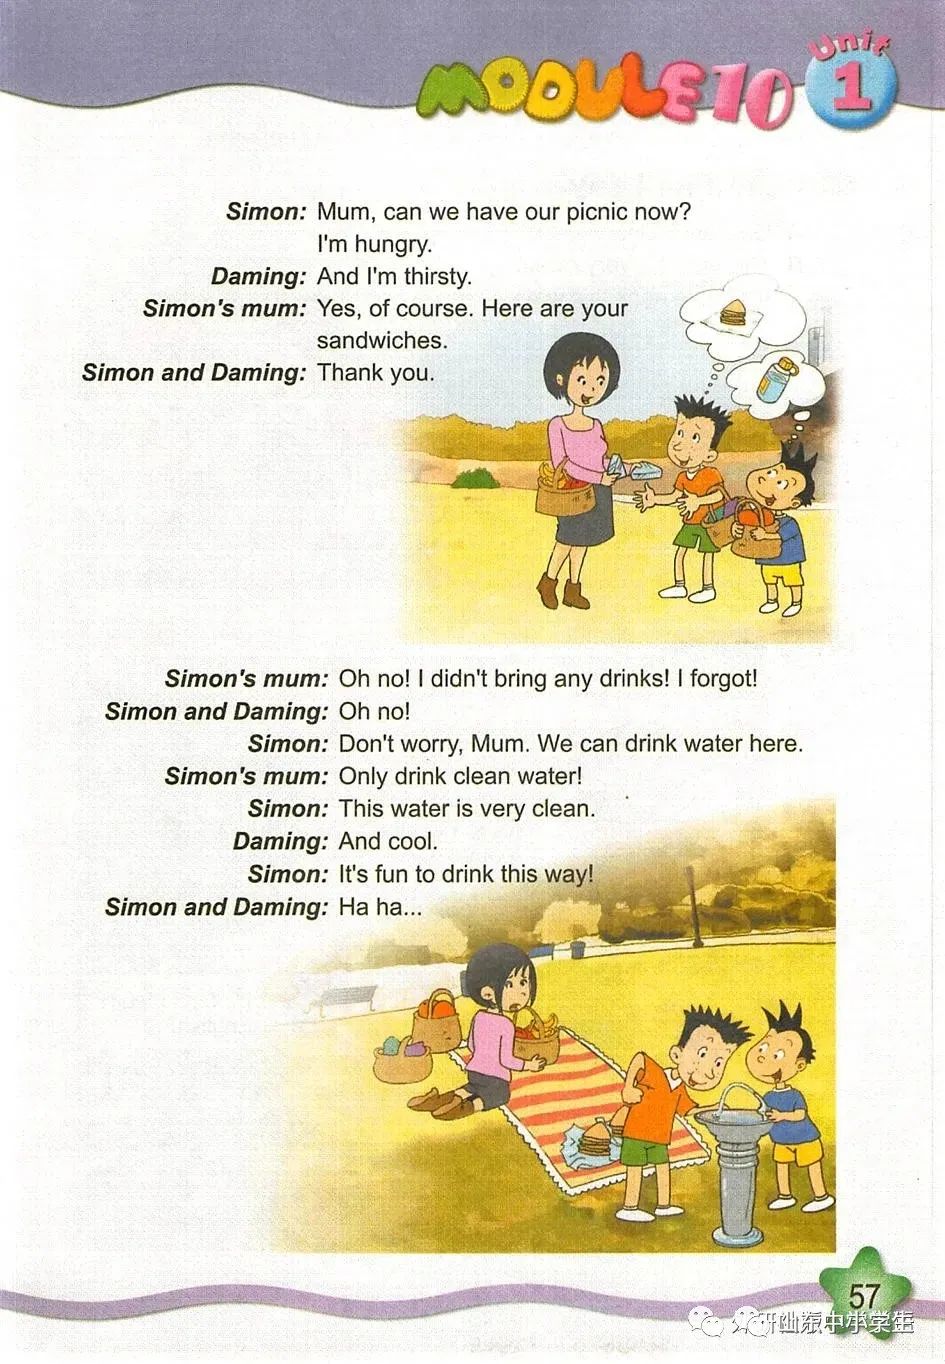 MODULE 10
Unit 1
Simon: Mum, can we have our picnic now?
I'm hungry.
Daming: And I'm thirsty.
Simon's mum: Yes, of course. Here are your
sandwiches.
Simon and Daming: Thank you.
Simon's mum: Oh no! I didn't bring any drinks! I forgot!
Simon and Daming: Oh no!
Simon: Don't worry, Mum. We can drink water here.
Simon's mum: Only drink clean water!
Simon: This water is very clean.
Daming: And cool.
Simon: It's fun to drink this way!
Simon and Daming: Ha ha...
57
中小学生